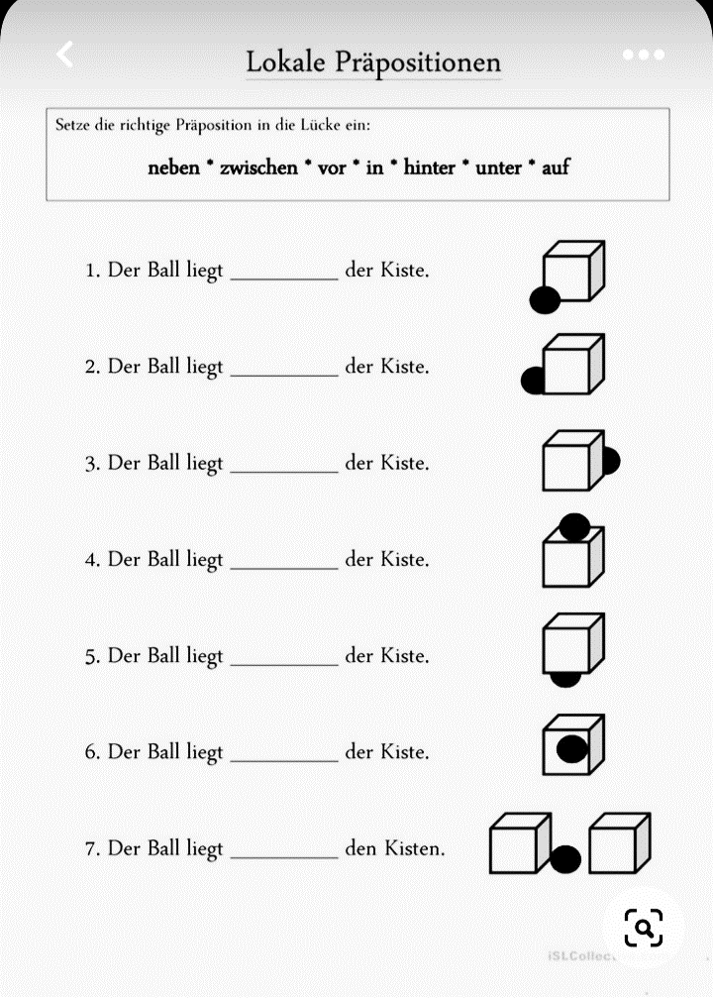 Lokale Präpositionen
Setze die richtige Präposition in die Lücke ein:
neben * zwischen * vor * in * hinter * unter * auf
1. Der Ball liegt __________ der Kiste.
2. Der Ball liegt __________ der Kiste.
3. Der Ball liegt __________ der Kiste.
4. Der Ball liegt __________ der Kiste.
5. Der Ball liegt __________ der Kiste.
6. Der Ball liegt __________ der Kiste.
7. Der Ball liegt __________ den Kisten.